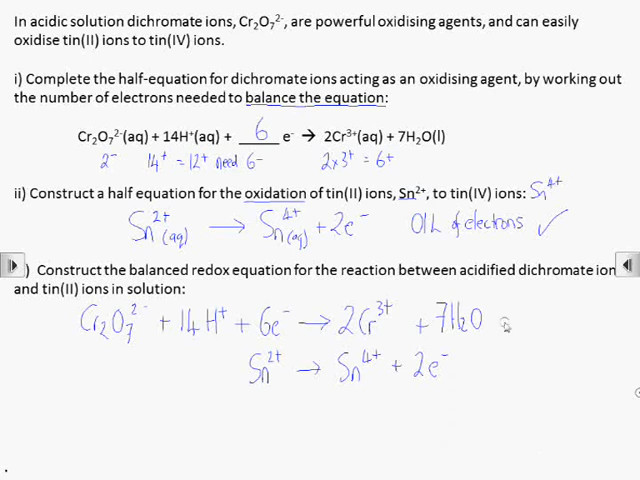 In acidic solution dichromate ions, Cr₂O₇²⁻, are powerful oxidising agents, and can easily
oxidise tin(II) ions to tin(IV) ions.
i) Complete the half-equation for dichromate ions acting as an oxidising agent, by working out
the number of electrons needed to balance the equation:
Cr₂O₇²⁻(aq) + 14H⁺(aq) + 6 e⁻ → 2Cr³⁺(aq) + 7H₂O(l)
2⁻ 14⁺ = 12⁺ need 6⁻ 2×3⁺ = 6⁺
ii) Construct a half equation for the oxidation of tin(II) ions, Sn²⁺, to tin(IV) ions: Sn⁴⁺
Sn²⁺(aq) → Sn⁴⁺(aq) + 2e⁻ OIL of electrons ✓
) Construct the balanced redox equation for the reaction between acidified dichromate ion
and tin(II) ions in solution:
Cr₂O₇²⁻ + 14H⁺ + 6e⁻ → 2Cr³⁺ + 7H₂O
Sn²⁺ → Sn⁴⁺ + 2e⁻